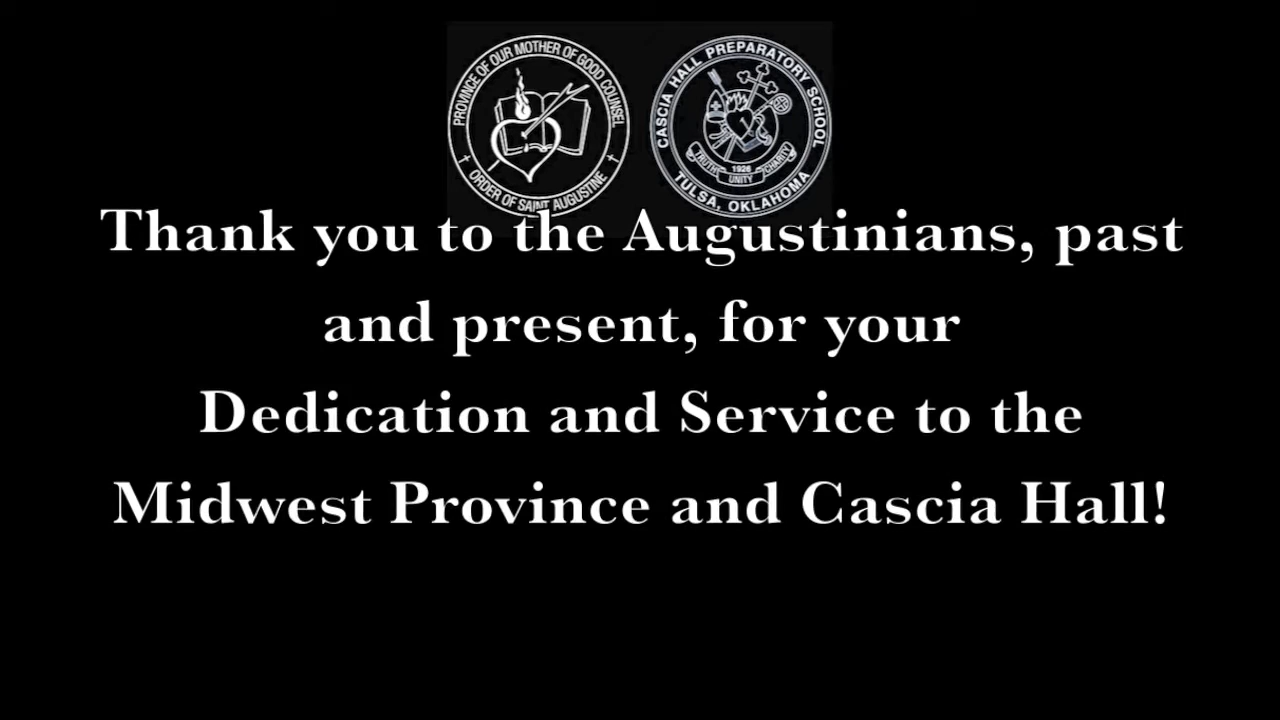 PROVINCE OF OUR MOTHER OF GOOD COUNSEL
ORDER OF SAINT AUGUSTINE
CASCIA HALL PREPARATORY SCHOOL
TRUTH UNITY CHARITY
1926
TULSA, OKLAHOMA
Thank you to the Augustinians, past
and present, for your
Dedication and Service to the
Midwest Province and Cascia Hall!